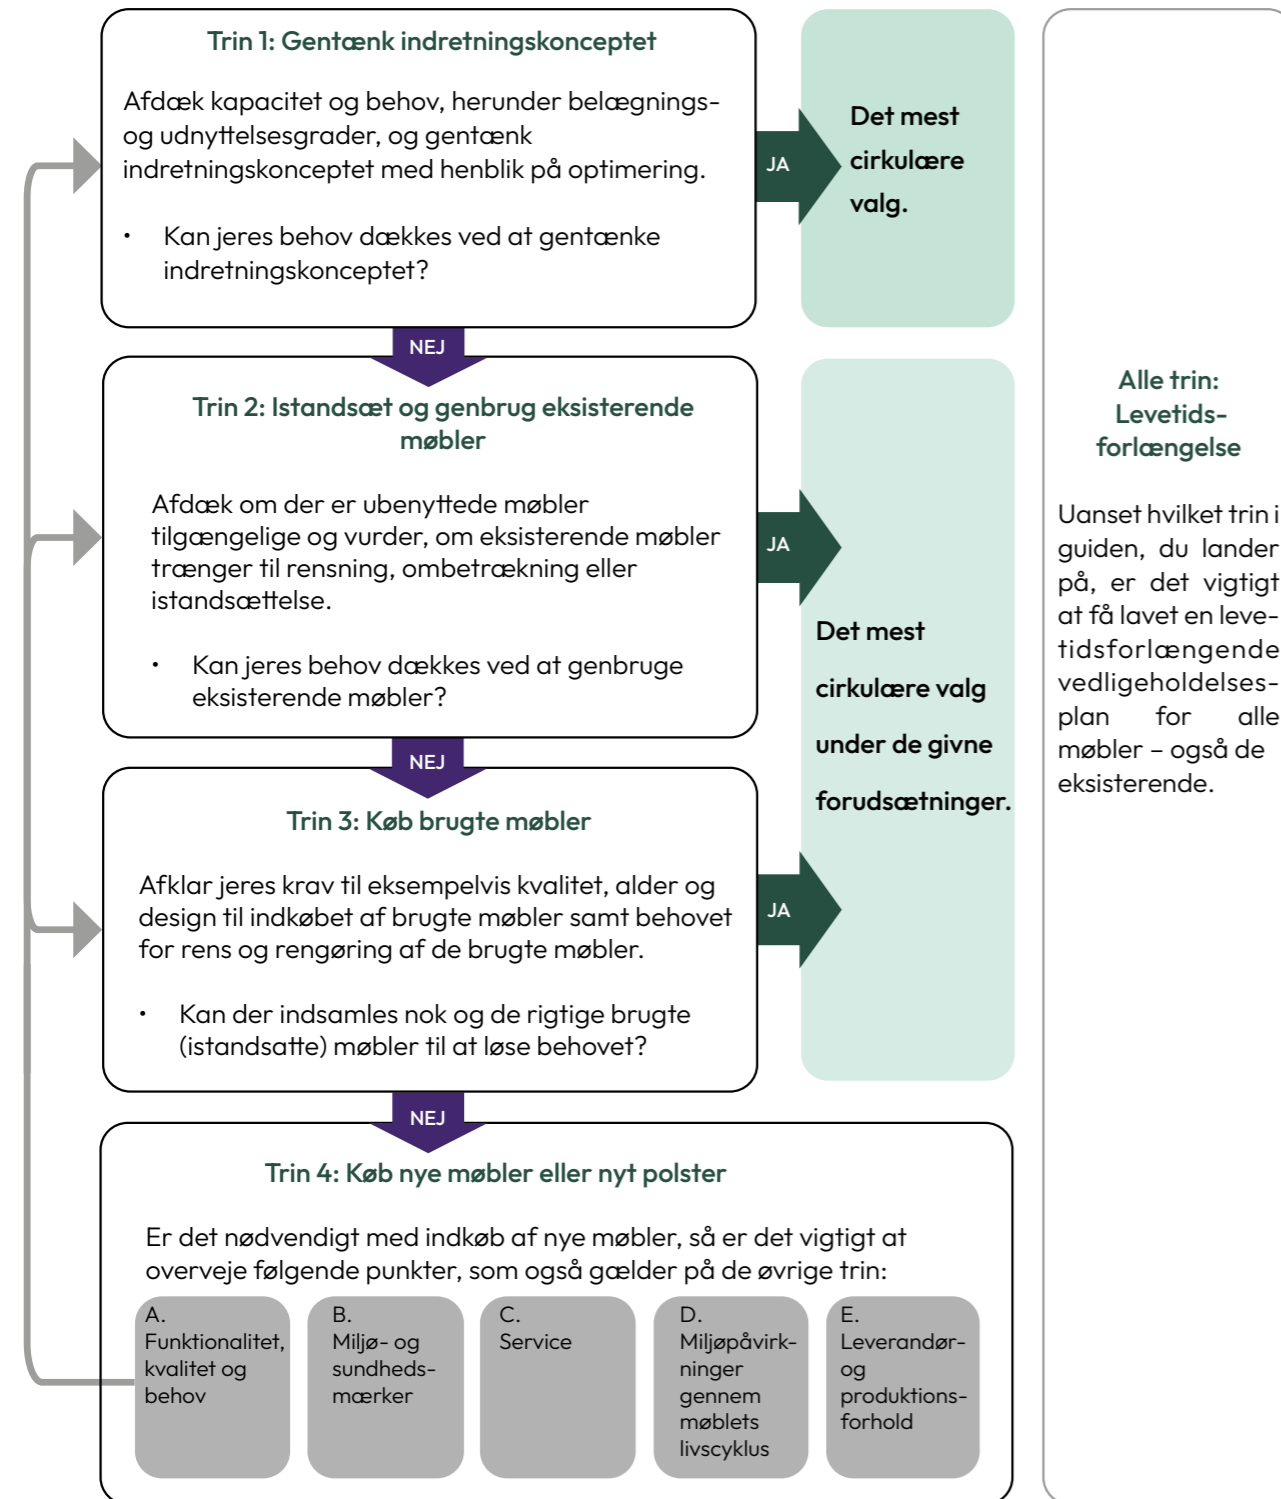 Trin 1: Gentænk indretningskonceptet
Afdæk kapacitet og behov, herunder belægnings-
og udnyttelsesgrader, og gentænk
indretningskonceptet med henblik på optimering.
• Kan jeres behov dækkes ved at gentænke
indretningskonceptet?
JA
Det mest
cirkulære
valg.
NEJ
Trin 2: Istandsæt og genbrug eksisterende
møbler
Afdæk om der er ubenyttede møbler
tilgængelige og vurder, om eksisterende møbler
trænger til rensning, ombetrækning eller
istandsættelse.
• Kan jeres behov dækkes ved at genbruge
eksisterende møbler?
JA
NEJ
Trin 3: Køb brugte møbler
Afklar jeres krav til eksempelvis kvalitet, alder og
design til indkøbet af brugte møbler samt behovet
for rens og rengøring af de brugte møbler.
• Kan der indsamles nok og de rigtige brugte
(istandsatte) møbler til at løse behovet?
JA
Det mest
cirkulære valg
under de givne
forudsætninger.
NEJ
Trin 4: Køb nye møbler eller nyt polster
Er det nødvendigt med indkøb af nye møbler, så er det vigtigt at
overveje følgende punkter, som også gælder på de øvrige trin:
A.
Funktionalitet,
kvalitet og
behov
B.
Miljø- og
sundheds-
mærker
C.
Service
D.
Miljøpåvirk-
ninger
gennem
møblets
livscyklus
E.
Leverandør-
og
produktions-
forhold
Alle trin:
Levetids-
forlængelse
Uanset hvilket trin i
guiden, du lander
på, er det vigtigt
at få lavet en leve-
tidsforlængende
vedligeholdelses-
plan for alle
møbler – også de
eksisterende.